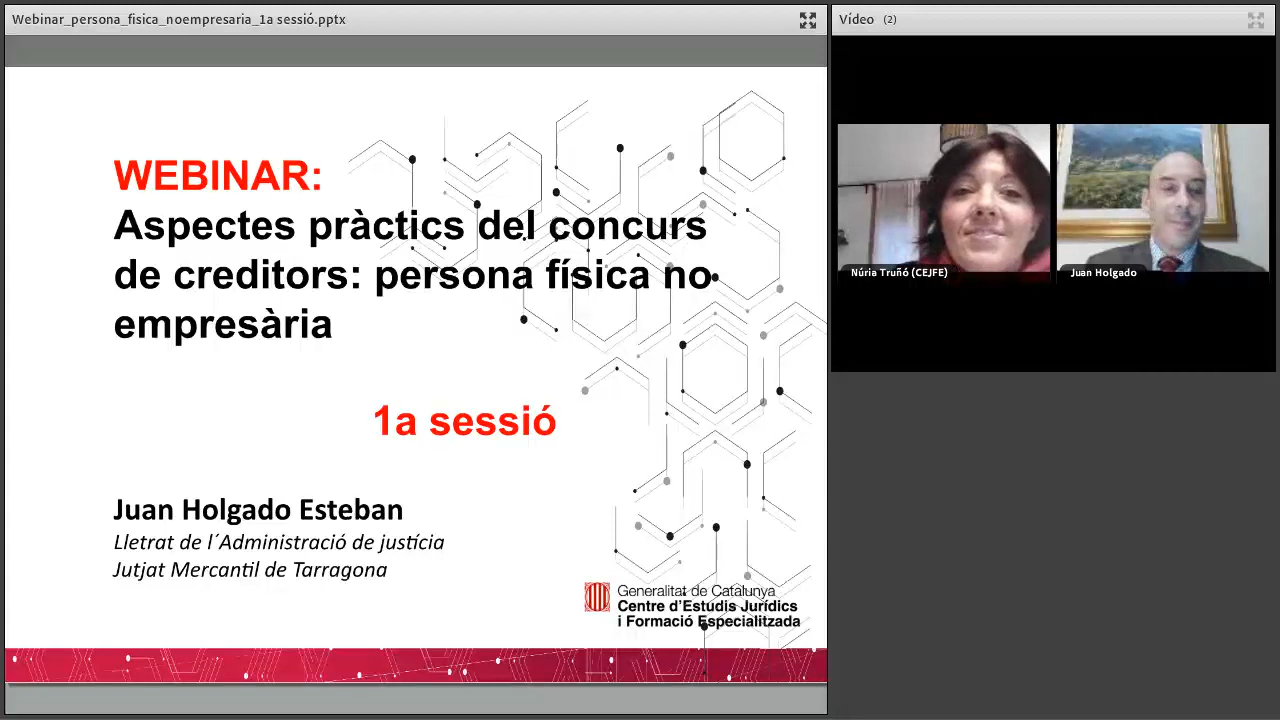 Webinar_persona_fisica_noempresaria_1a sessió.pptx
Vídeo (2)
WEBINAR:
Aspectes pràctics del concurs
de creditors: persona física no
empresària
1a sessió
Juan Holgado Esteban
Lletrat de l´Administració de justícia
Jutjat Mercantil de Tarragona
Generalitat de Catalunya
Centre d'Estudis Jurídics
i Formació Especialitzada
Núria Truñó (CEJFE)
Juan Holgado